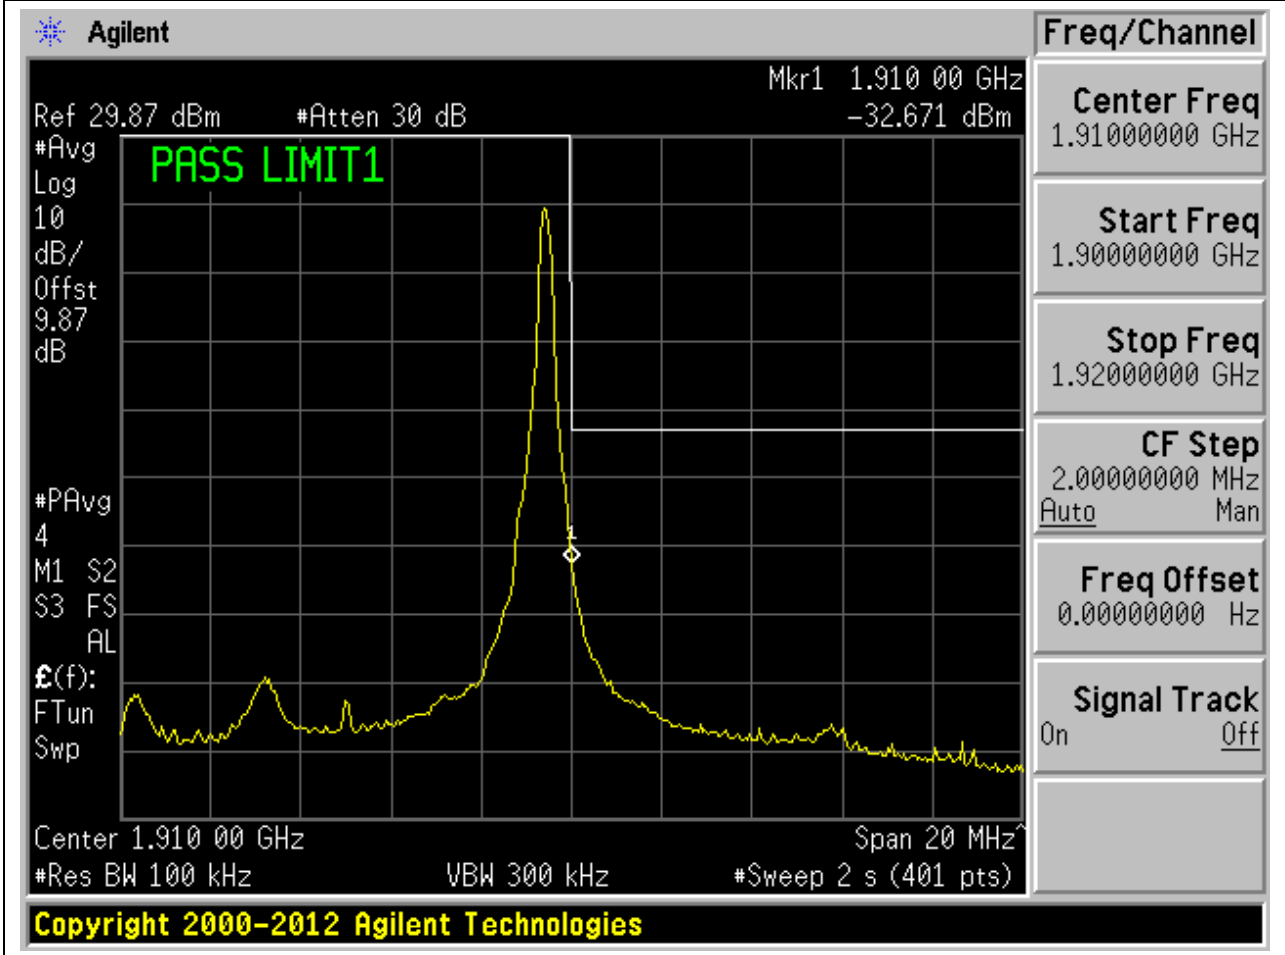 Agilent
Freq/Channel
Mkr1 1.910 00 GHz
Ref 29.87 dBm #Atten 30 dB -32.671 dBm
#Avg
Log
10
dB/
Offst
9.87
dB
PASS LIMIT1
1
#PAvg
4
M1 S2
S3 FS
AL
£(f):
FTun
Swp
Center 1.910 00 GHz Span 20 MHz^
#Res BW 100 kHz VBW 300 kHz #Sweep 2 s (401 pts)
Center Freq
1.91000000 GHz
Start Freq
1.90000000 GHz
Stop Freq
1.92000000 GHz
CF Step
2.00000000 MHz
Auto Man
Freq Offset
0.00000000 Hz
Signal Track
On Off
Copyright 2000-2012 Agilent Technologies